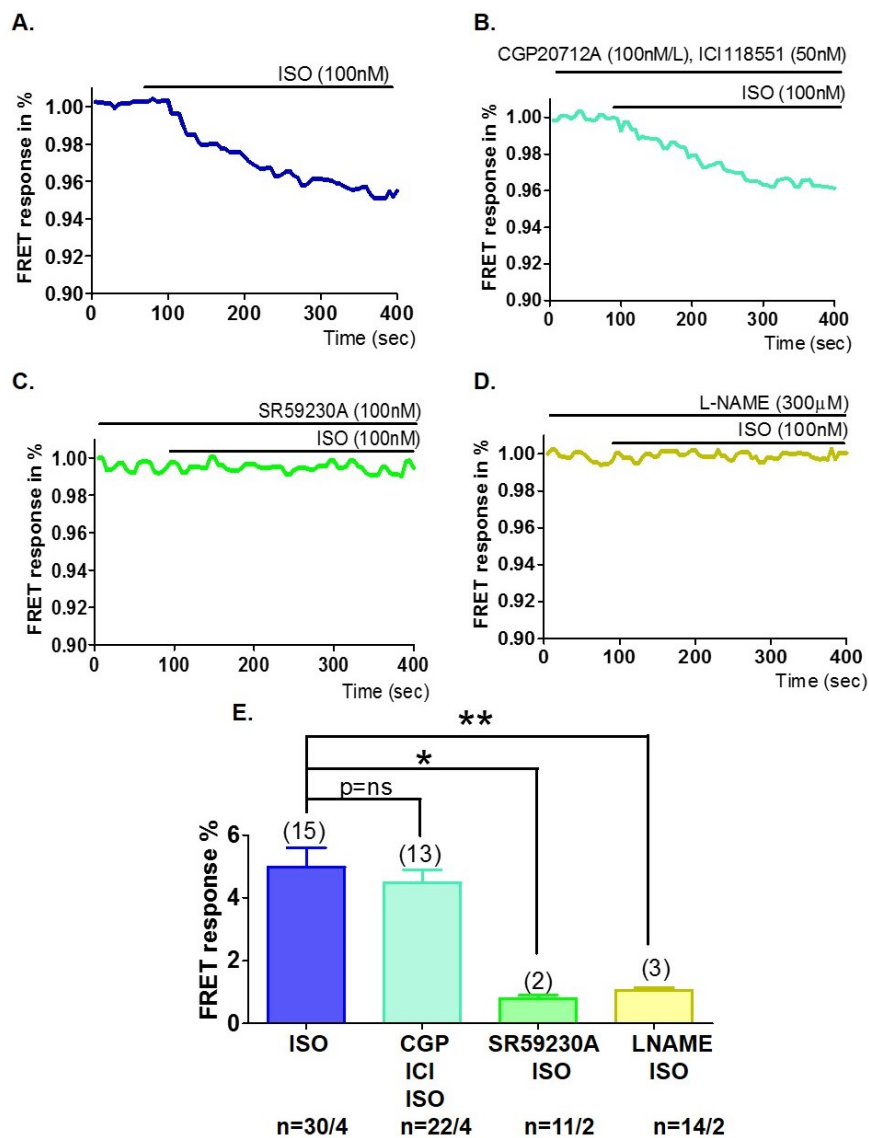 A.
ISO (100nM)
FRET response in %
1.00
0.98
0.96
0.94
0.92
0.90
0 100 200 300 400
Time (sec)
B.
CGP20712A (100nM/L), ICI118551 (50nM)
ISO (100nM)
FRET response in %
1.00
0.98
0.96
0.94
0.92
0.90
0 100 200 300 400
Time (sec)
C.
SR59230A (100nM)
ISO (100nM)
FRET response in %
1.00
0.98
0.96
0.94
0.92
0.90
0 100 200 300 400
Time (sec)
D.
L-NAME (300μM)
ISO (100nM)
FRET response in %
1.00
0.98
0.96
0.94
0.92
0.90
0 100 200 300 400
Time (sec)
E.
**
*
p=ns
FRET response %
6
4
2
0
(15)
(13)
(2)
(3)
ISO CGP SR59230A LNAME
ICI ISO ISO
ISO
n=30/4 n=22/4 n=11/2 n=14/2